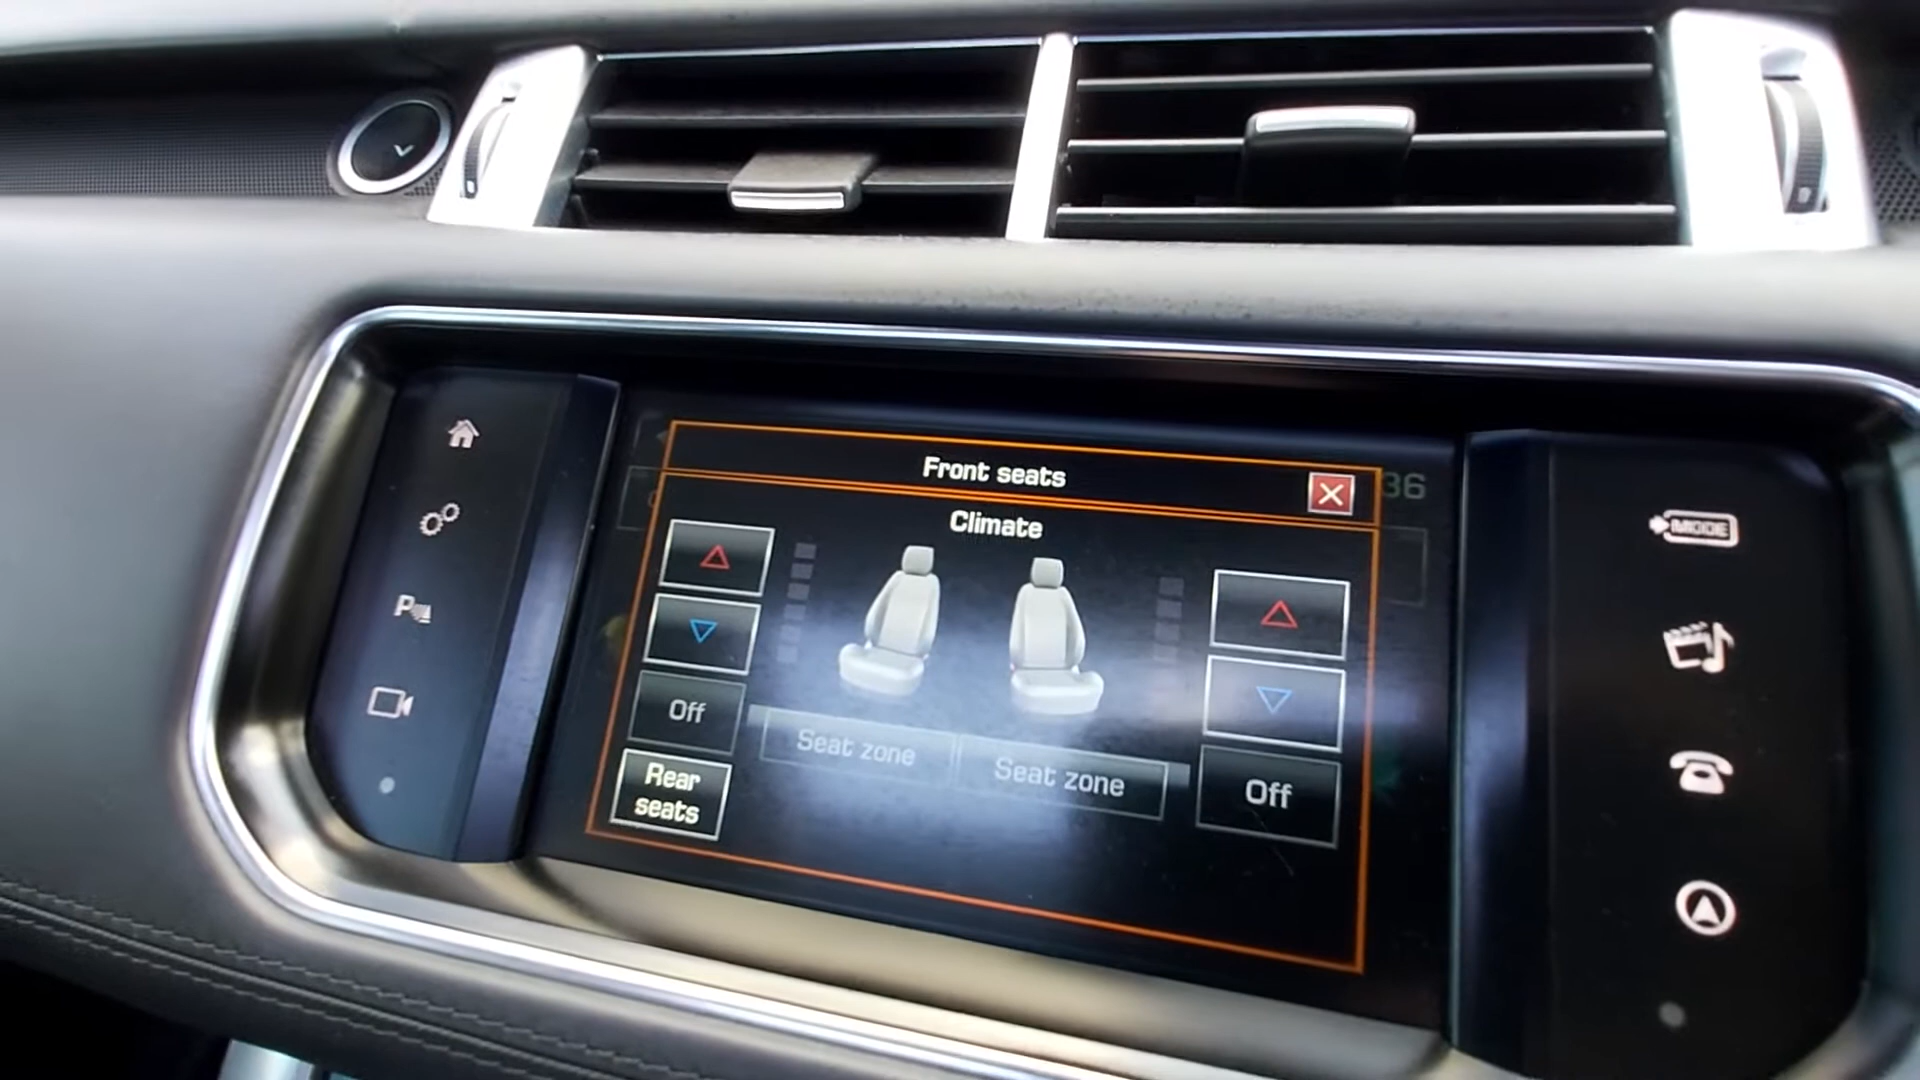 Front seats
36
Climate
MODE
P
Off
Seat zone
Seat zone
Off
Rear
seats